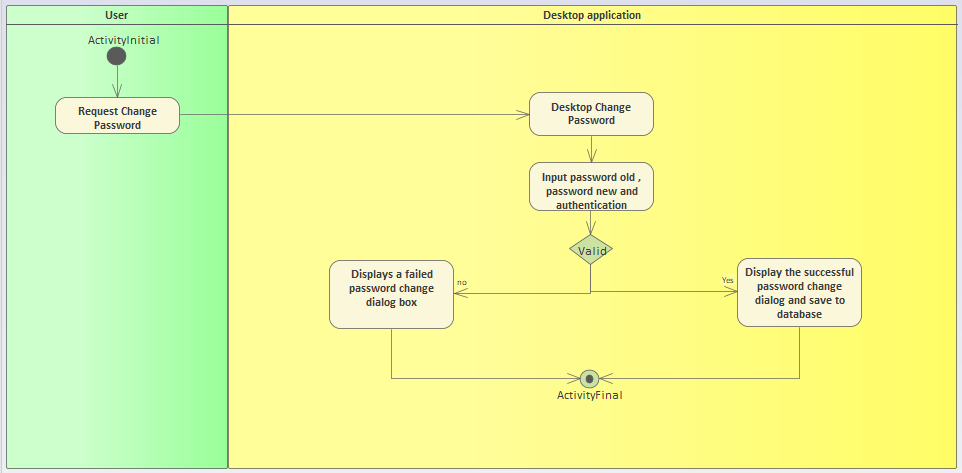 User
Desktop application
ActivityInitial
Request Change
Password
Desktop Change
Password
Input password old ,
password new and
authentication
Valid
no
Yes
Displays a failed
password change
dialog box
Display the successful
password change
dialog and save to
database
ActivityFinal